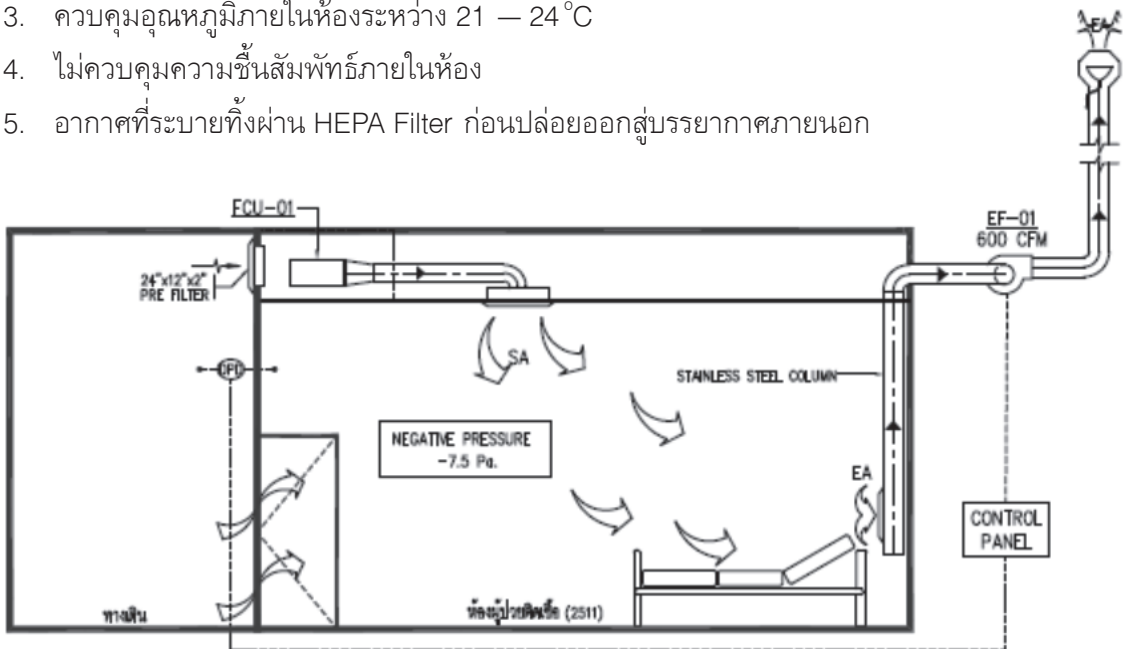 3. ควบคุมอุณหภูมิภายในห้องระหว่าง 21 — 24 °C
4. ไม่ควบคุมความชื้นสัมพัทธ์ภายในห้อง
5. อากาศที่ระบายทิ้งผ่าน HEPA Filter ก่อนปล่อยออกสู่บรรยากาศภายนอก
EA
FCU-01
EF-01
600 CFM
24"x12"x2"
PRE FILTER
SA
DPD
STAINLESS STEEL COLUMN
NEGATIVE PRESSURE
-7.5 Pa.
EA
CONTROL
PANEL
ทางเดิน
ห้องผู้ป่วยติดเชื้อ (2511)